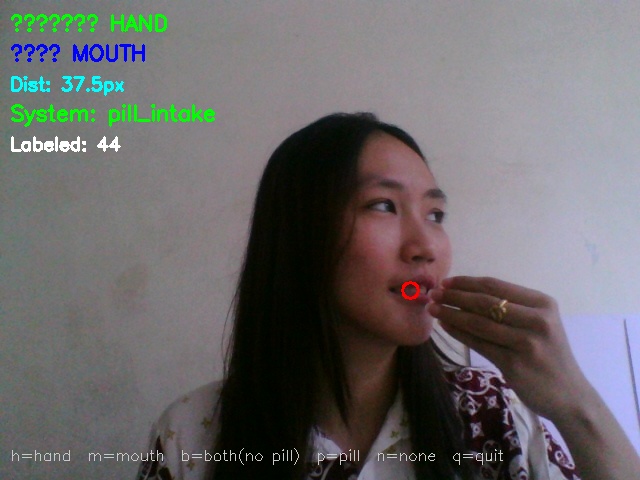 ??????? HAND
???? MOUTH
Dist: 37.5px
System: pill_intake
Labeled: 44
h=hand m=mouth b=both(no pill) p=pill n=none q=quit